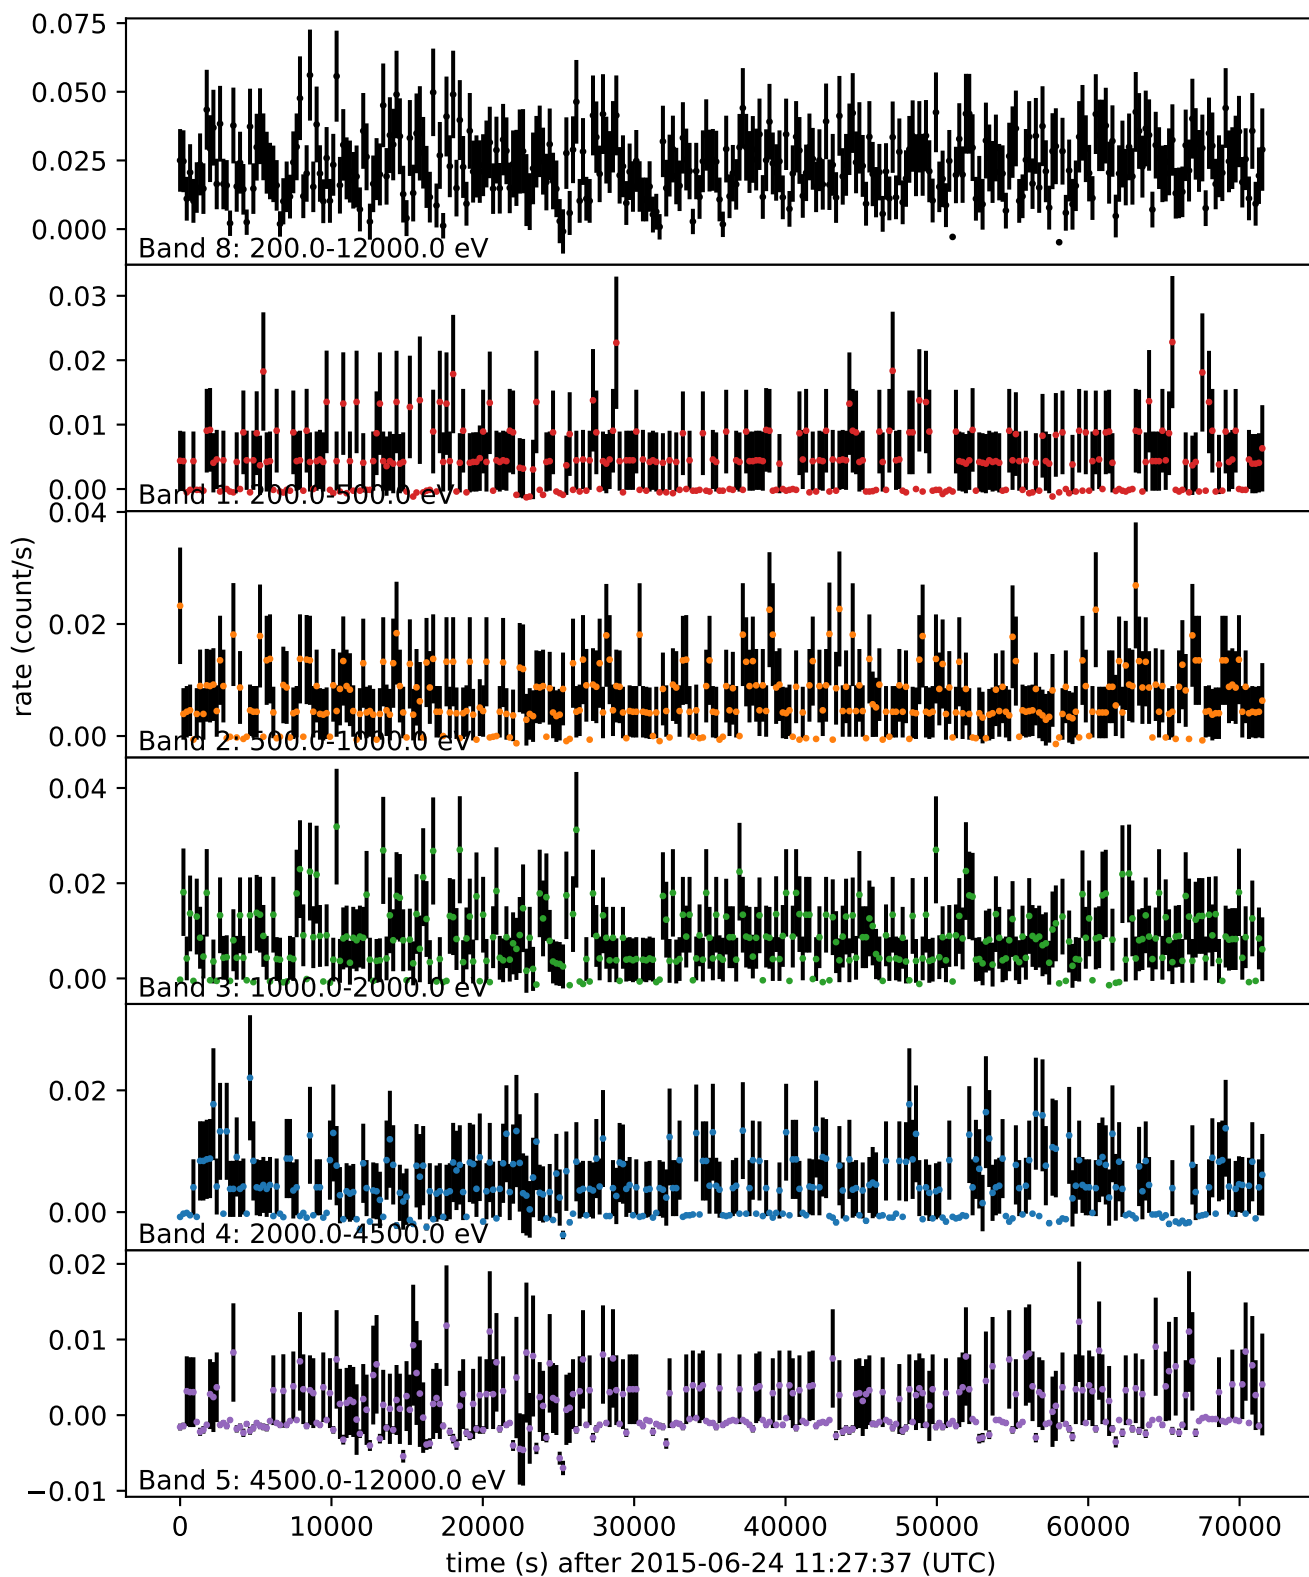 0.075
0.050
0.025
0.000
Band 8: 200.0-12000.0 eV
0.03
0.02
0.01
0.00
Band 1: 200.0-500.0 eV
0.04
0.02
0.00
Band 2: 500.0-1000.0 eV
rate (count/s)
0.04
0.02
0.00
Band 3: 1000.0-2000.0 eV
0.02
0.00
Band 4: 2000.0-4500.0 eV
0.02
0.01
0.00
−0.01
Band 5: 4500.0-12000.0 eV
0 10000 20000 30000 40000 50000 60000 70000
time (s) after 2015-06-24 11:27:37 (UTC)